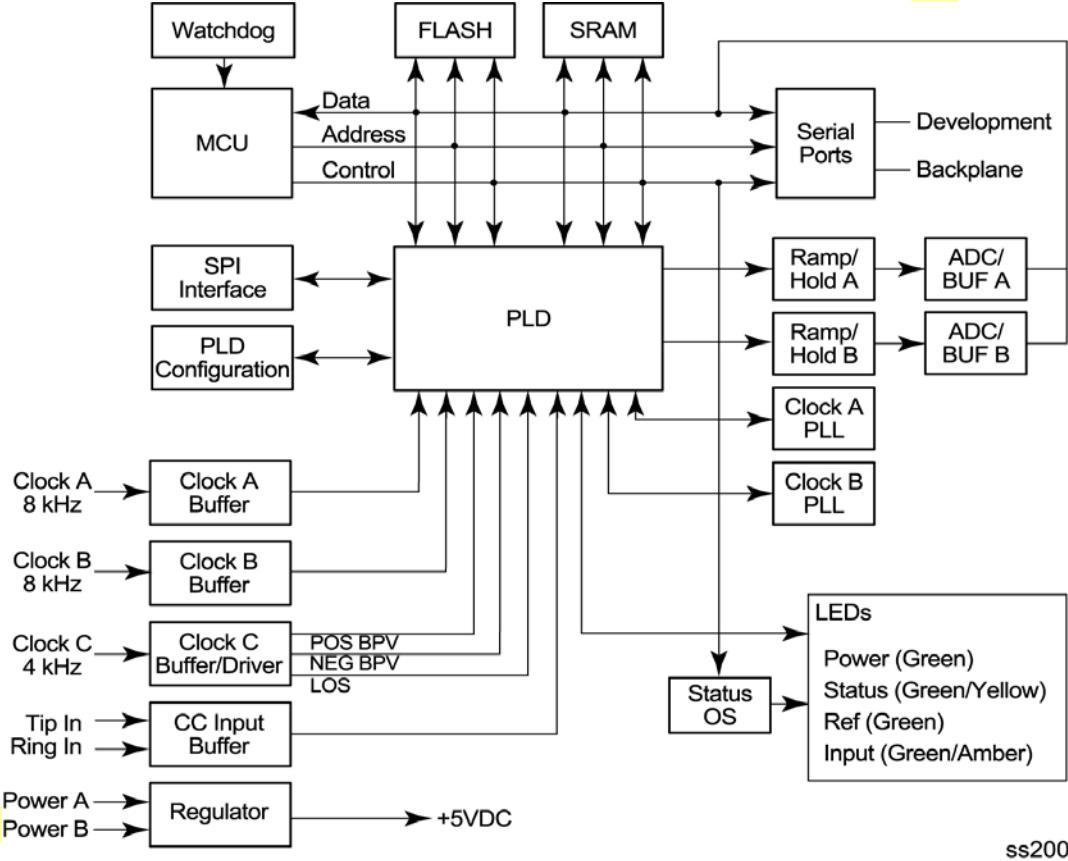 Watchdog
FLASH
SRAM
MCU
Data
Address
Control
Serial
Ports
Development
Backplane
SPI
Interface
PLD
Configuration
PLD
Ramp/
Hold A
ADC/
BUF A
Ramp/
Hold B
ADC/
BUF B
Clock A
PLL
Clock B
PLL
Clock A
8 kHz
Clock A
Buffer
Clock B
8 kHz
Clock B
Buffer
Clock C
4 kHz
Clock C
Buffer/Driver
POS BPV
NEG BPV
LOS
Tip In
Ring In
CC Input
Buffer
Power A
Power B
Regulator
+5VDC
Status
OS
LEDs
Power (Green)
Status (Green/Yellow)
Ref (Green)
Input (Green/Amber)
ss200